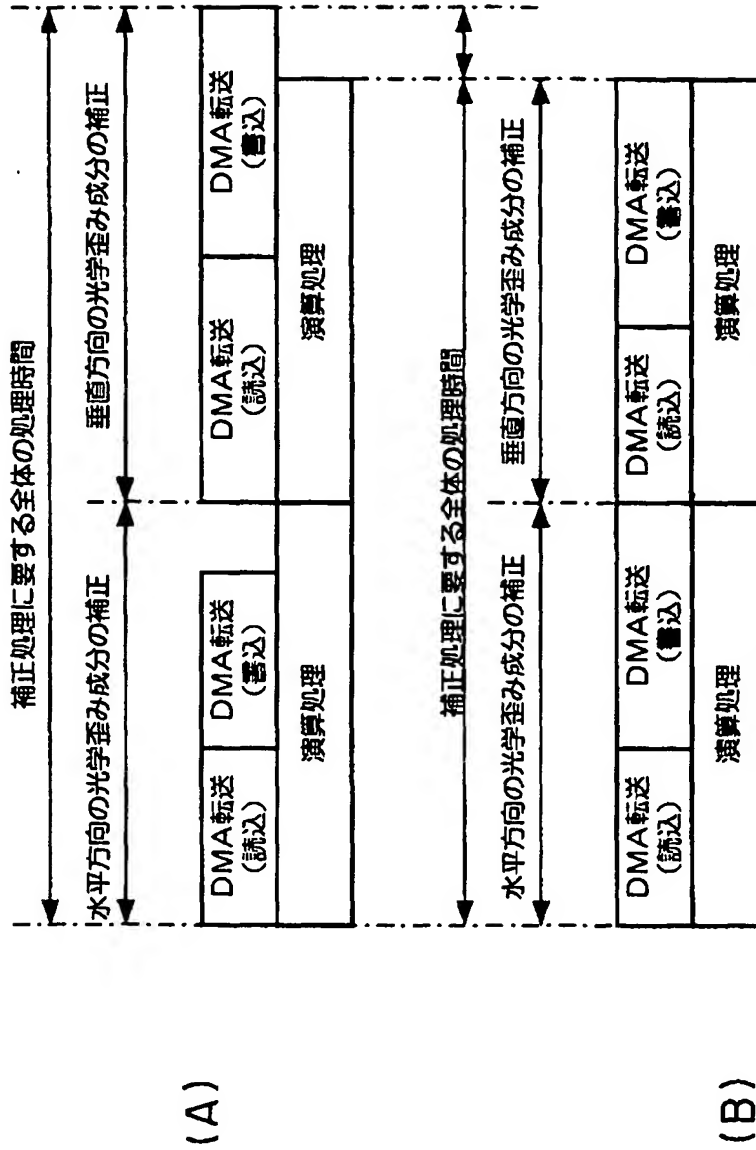 (A)
補正処理に要する全体の処理時間
水平方向の光学歪み成分の補正
垂直方向の光学歪み成分の補正
DMA転送
(読込)
DMA転送
(書込)
DMA転送
(読込)
DMA転送
(書込)
演算処理
演算処理
(B)
補正処理に要する全体の処理時間
水平方向の光学歪み成分の補正
垂直方向の光学歪み成分の補正
DMA転送
(読込)
DMA転送
(書込)
DMA転送
(読込)
DMA転送
(書込)
演算処理
演算処理